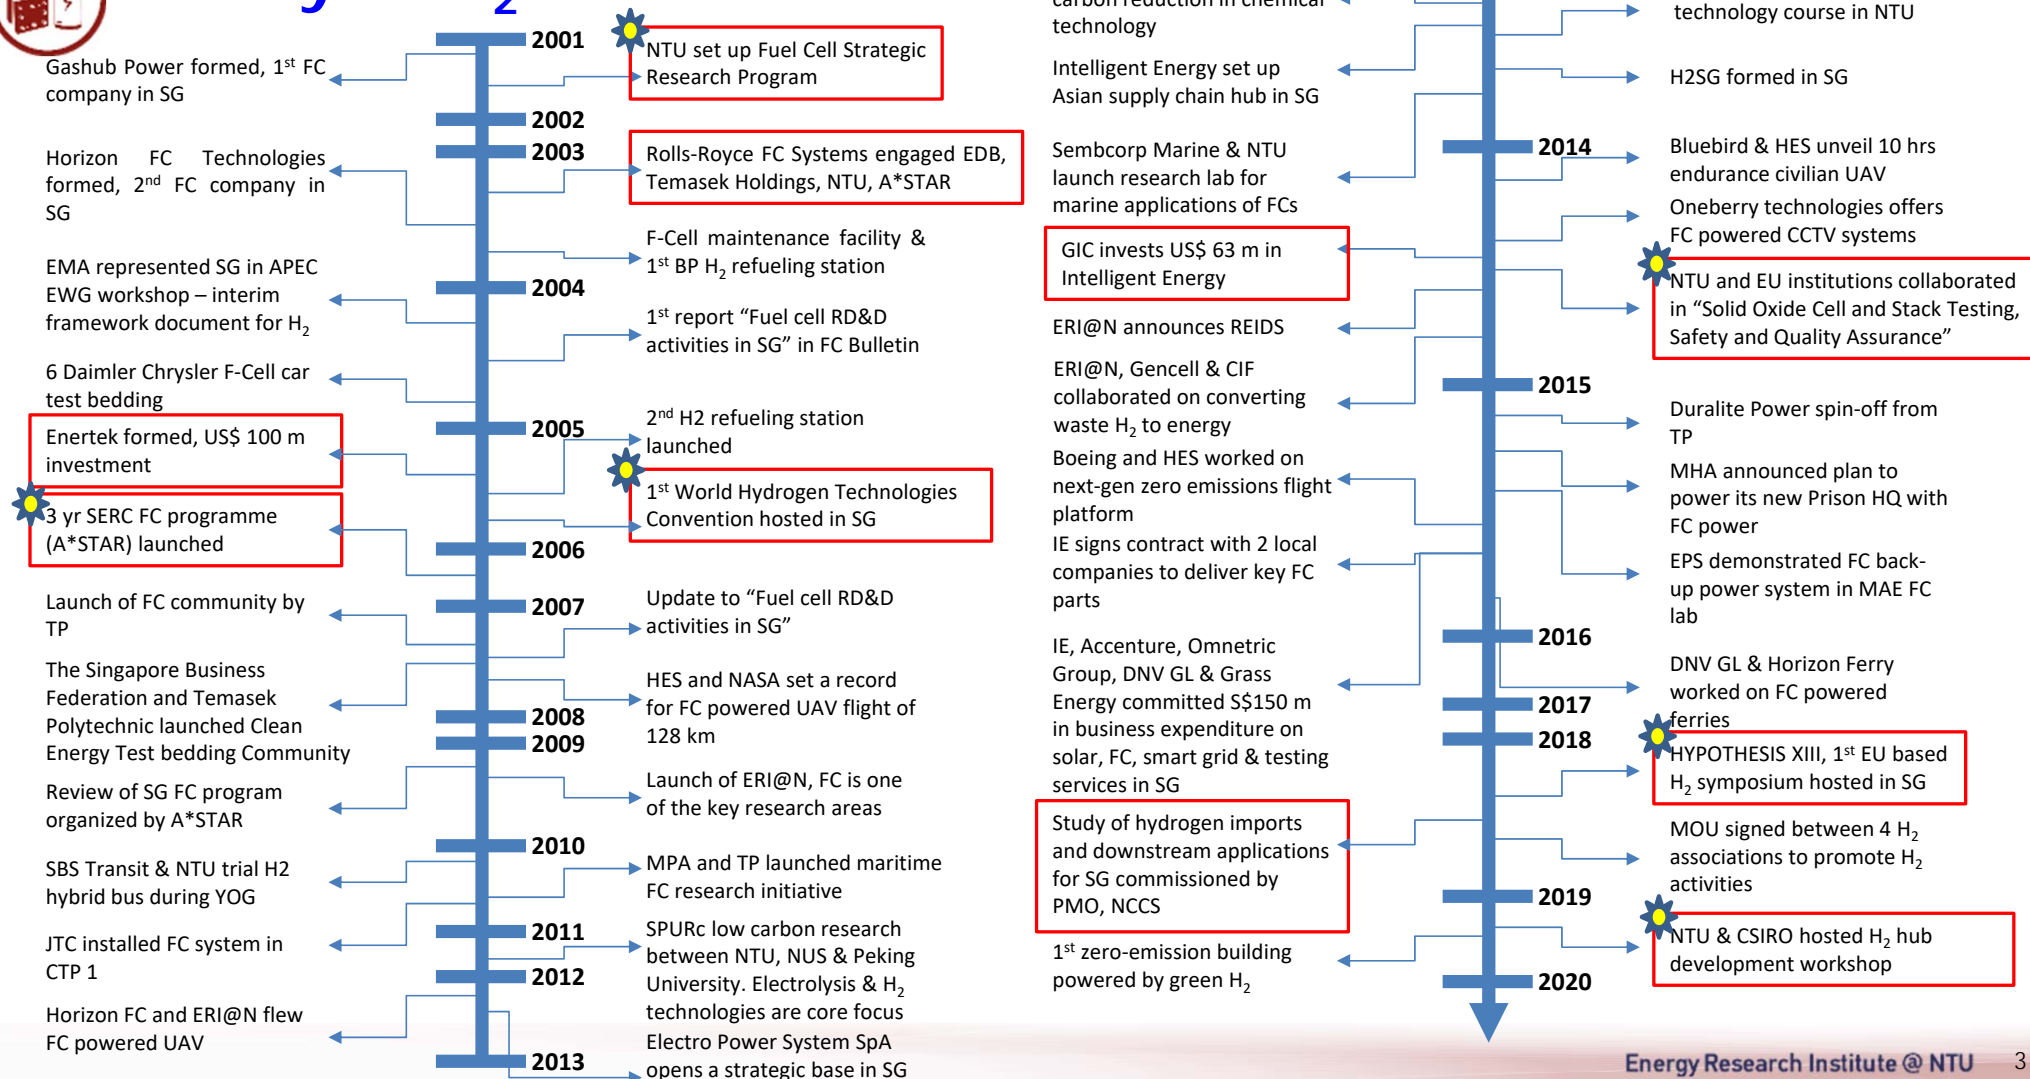 2
2001
NTU set up Fuel Cell Strategic
Research Program
Gashub Power formed, 1st FC
company in SG
2002
2003
Horizon FC Technologies
formed, 2nd FC company in
SG
Rolls-Royce FC Systems engaged EDB,
Temasek Holdings, NTU, A*STAR
F-Cell maintenance facility &
1st BP H2 refueling station
EMA represented SG in APEC
EWG workshop – interim
framework document for H2
2004
1st report “Fuel cell RD&D
activities in SG” in FC Bulletin
6 Daimler Chrysler F-Cell car
test bedding
2005
2nd H2 refueling station
launched
Enertek formed, US$ 100 m
investment
1st World Hydrogen Technologies
Convention hosted in SG
3 yr SERC FC programme
(A*STAR) launched
2006
Launch of FC community by
TP
2007
Update to “Fuel cell RD&D
activities in SG”
The Singapore Business
Federation and Temasek
Polytechnic launched Clean
Energy Test bedding Community
HES and NASA set a record
for FC powered UAV flight of
128 km
2008
2009
Launch of ERI@N, FC is one
of the key research areas
Review of SG FC program
organized by A*STAR
2010
SBS Transit & NTU trial H2
hybrid bus during YOG
MPA and TP launched maritime
FC research initiative
2011
JTC installed FC system in
CTP 1
SPURc low carbon research
between NTU, NUS & Peking
University. Electrolysis & H2
technologies are core focus
2012
Horizon FC and ERI@N flew
FC powered UAV
2013
Electro Power System SpA
opens a strategic base in SG
carbon reduction in chemical
technology
technology course in NTU
Intelligent Energy set up
Asian supply chain hub in SG
H2SG formed in SG
2014
Sembcorp Marine & NTU
launch research lab for
marine applications of FCs
Bluebird & HES unveil 10 hrs
endurance civilian UAV
Oneberry technologies offers
FC powered CCTV systems
GIC invests US$ 63 m in
Intelligent Energy
NTU and EU institutions collaborated
in “Solid Oxide Cell and Stack Testing,
Safety and Quality Assurance”
ERI@N announces REIDS
ERI@N, Gencell & CIF
collaborated on converting
waste H2 to energy
2015
Duralite Power spin-off from
TP
Boeing and HES worked on
next-gen zero emissions flight
platform
MHA announced plan to
power its new Prison HQ with
FC power
IE signs contract with 2 local
companies to deliver key FC
parts
EPS demonstrated FC back-
up power system in MAE FC
lab
2016
IE, Accenture, Omnetric
Group, DNV GL & Grass
Energy committed S$150 m
in business expenditure on
solar, FC, smart grid & testing
services in SG
DNV GL & Horizon Ferry
worked on FC powered
ferries
2017
2018
HYPOTHESIS XIII, 1st EU based
H2 symposium hosted in SG
Study of hydrogen imports
and downstream applications
for SG commissioned by
PMO, NCCS
MOU signed between 4 H2
associations to promote H2
activities
2019
1st zero-emission building
powered by green H2
NTU & CSIRO hosted H2 hub
development workshop
2020
Energy Research Institute @ NTU 3